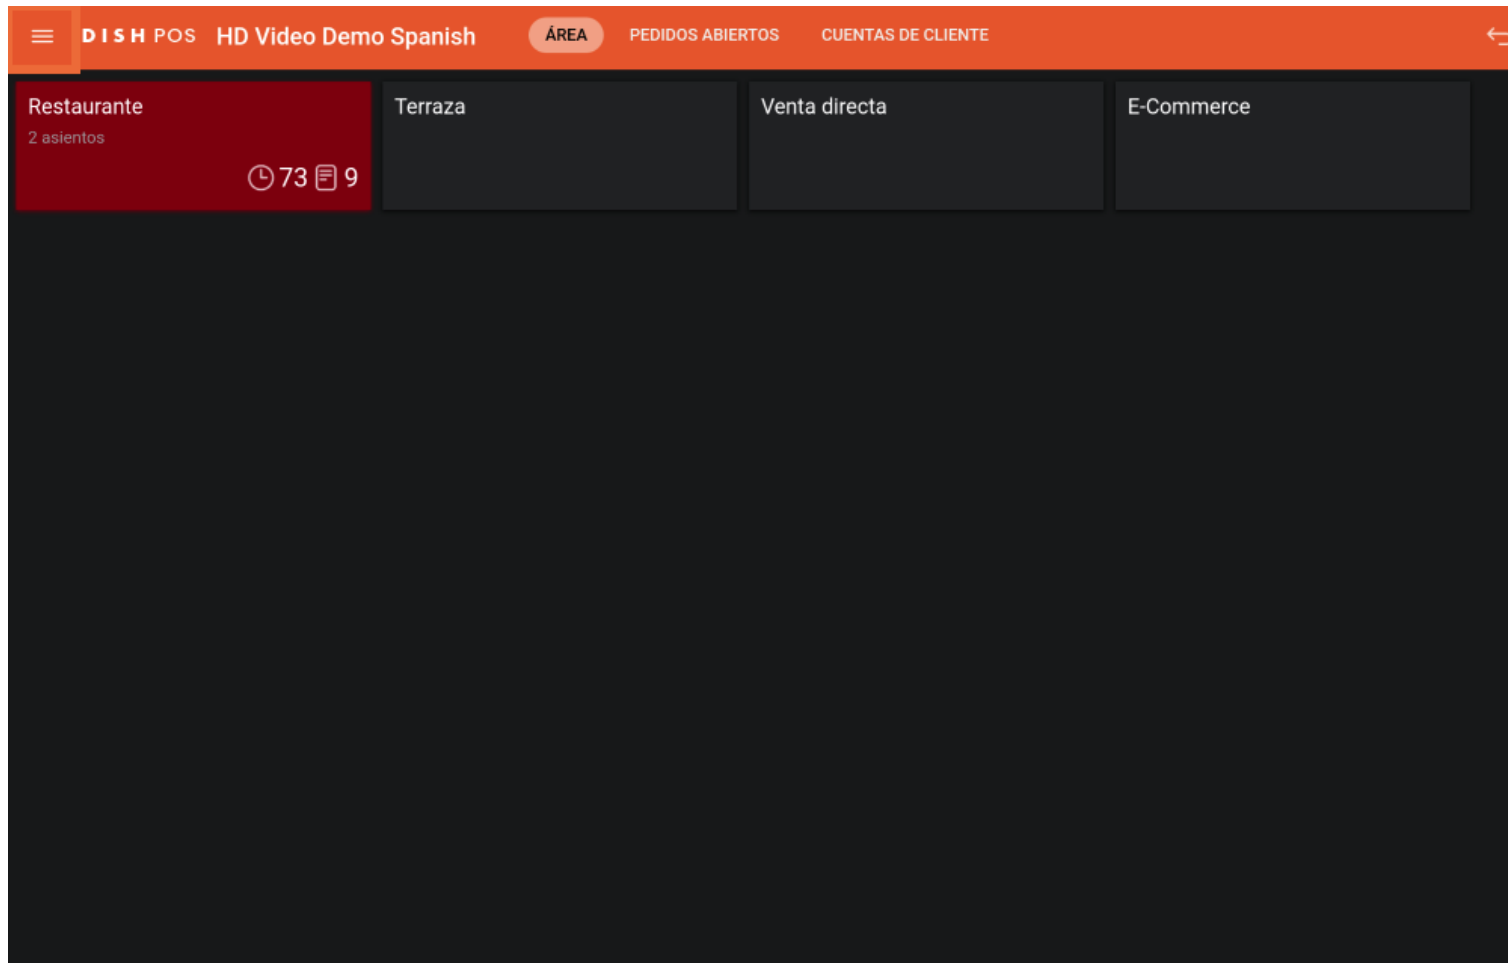 DISH POS HD Video Demo Spanish ÁREA PEDIDOS ABIERTOS CUENTAS DE CLIENTE
Restaurante
2 asientos
73 9
Terraza
Venta directa
E-Commerce